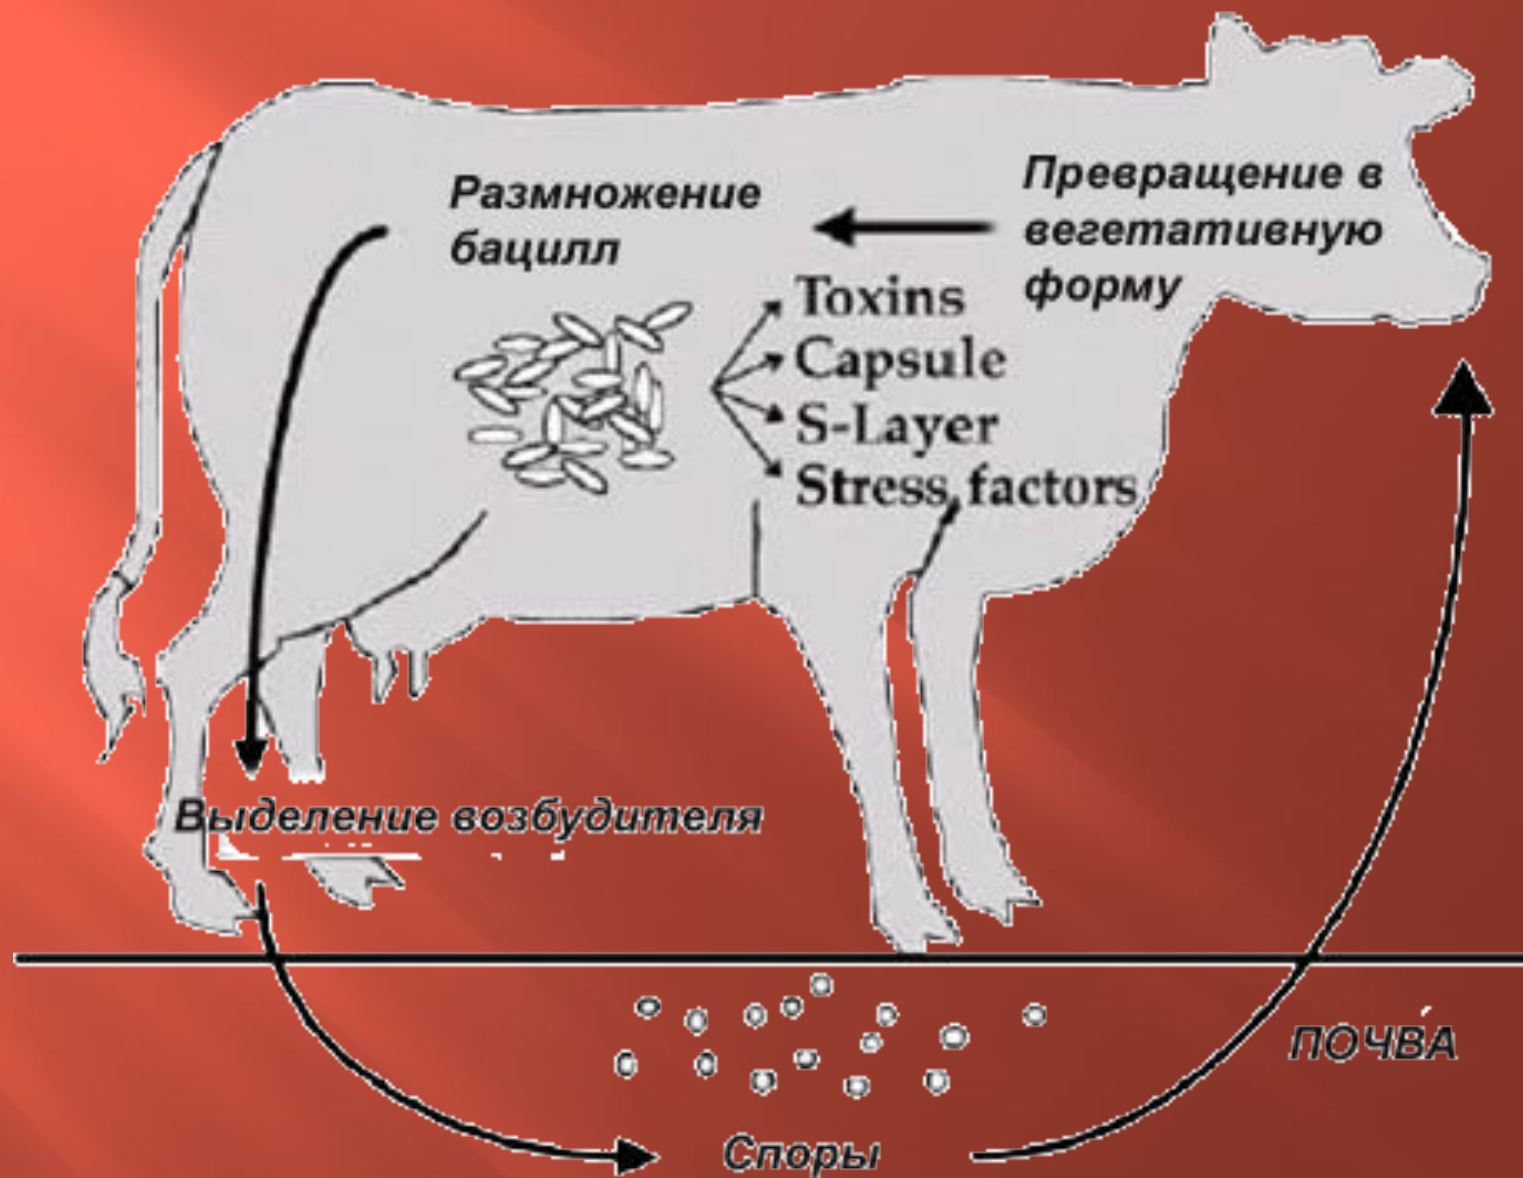 Размножение
бацилл
Превращение в
вегетативную
форму
Toxins
Capsule
S-Layer
Stress factors
Выделение возбудителя
ПОЧВА
Споры